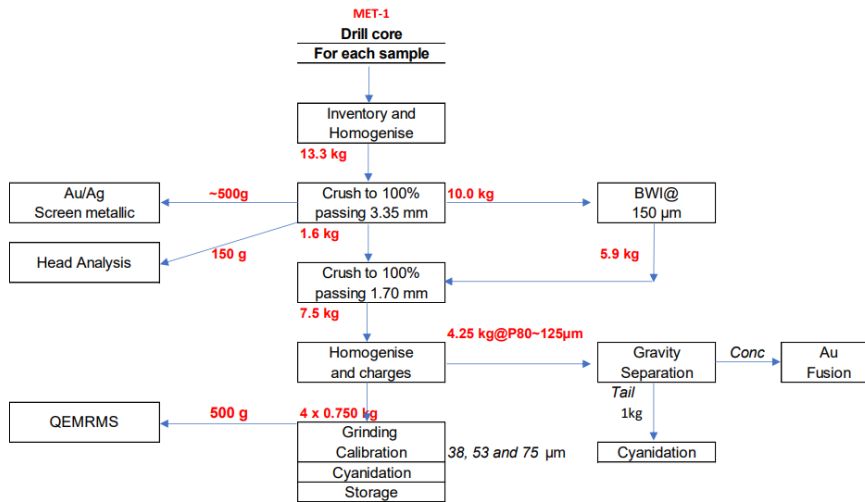 MET-1
Drill core
For each sample
Inventory and
Homogenise
13.3 kg
Au/Ag
Screen metallic
~500g
Crush to 100%
passing 3.35 mm
10.0 kg
BWI@
150 µm
1.6 kg
150 g
Head Analysis
5.9 kg
Crush to 100%
passing 1.70 mm
7.5 kg
4.25 kg@P80~125µm
Homogenise
and charges
Gravity
Separation
Conc
Au
Fusion
Tail
1kg
QEMRMS
500 g
4 x 0.750 kg
Grinding
Calibration
38, 53 and 75 µm
Cyanidation
Cyanidation
Storage